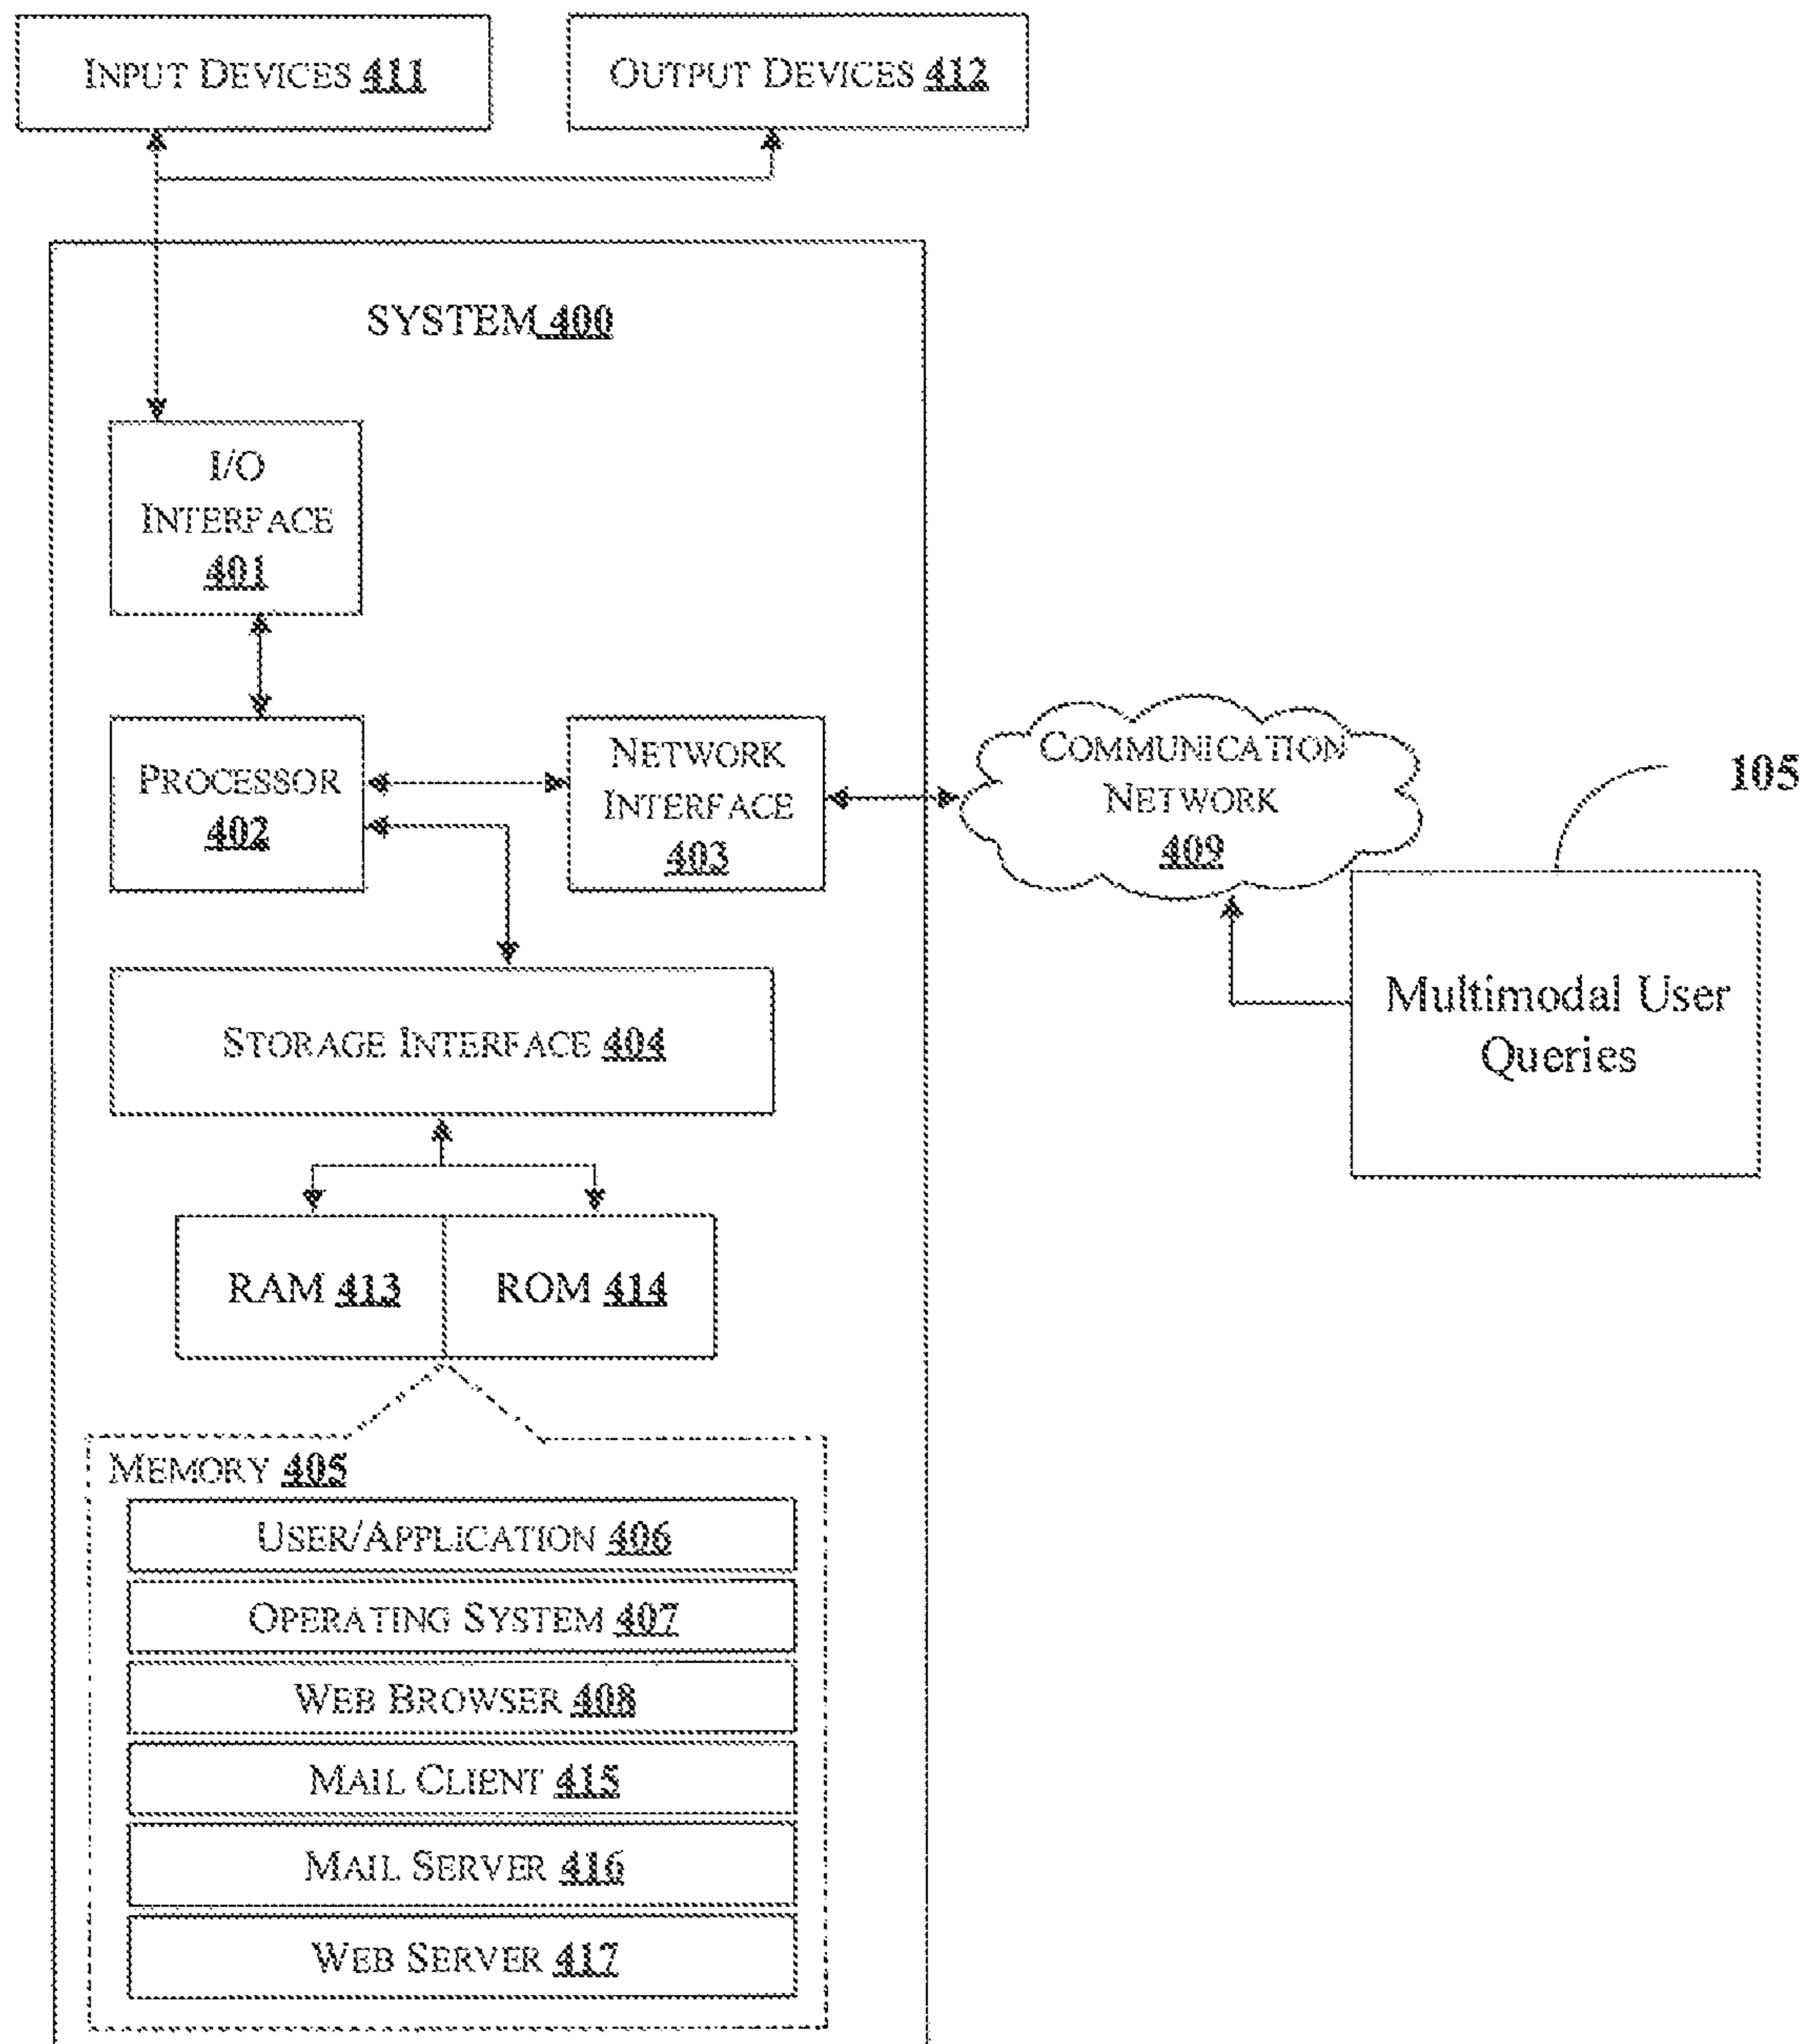 INPUT DEVICES 411
OUTPUT DEVICES 412
SYSTEM 400
I/O
INTERFACE
401
PROCESSOR
402
NETWORK
INTERFACE
403
COMMUNICATION
NETWORK
409
105
Multimodal User
Queries
STORAGE INTERFACE 404
RAM 413
ROM 414
MEMORY 405
USER/APPLICATION 406
OPERATING SYSTEM 407
WEB BROWSER 408
MAIL CLIENT 415
MAIL SERVER 416
WEB SERVER 417